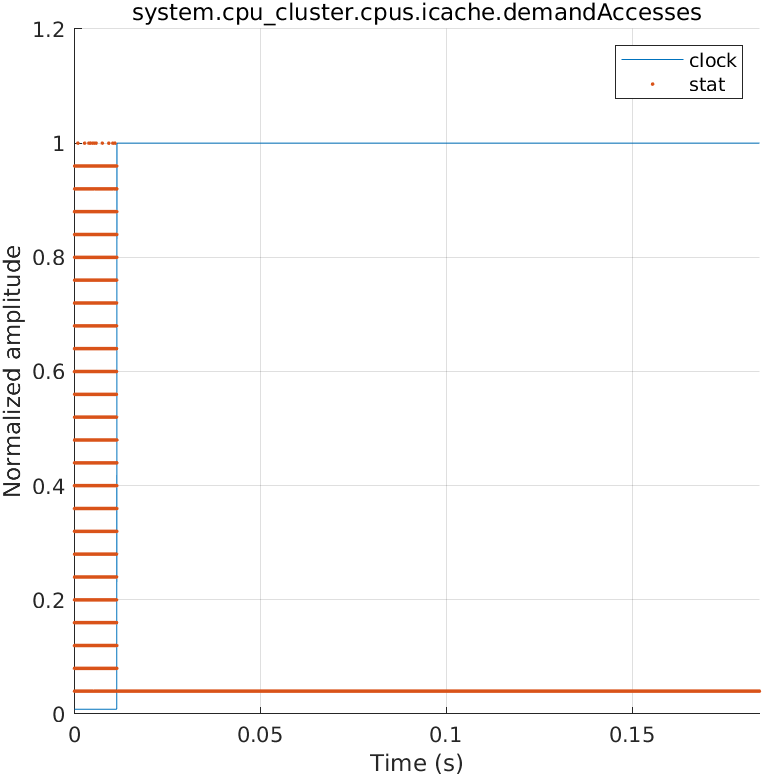 system.cpu_cluster.cpus.icache.demandAccesses
1.2
clock
stat
1
0.8
Normalized amplitude
0.6
0.4
0.2
0
0
0.05
0.1
0.15
Time (s)